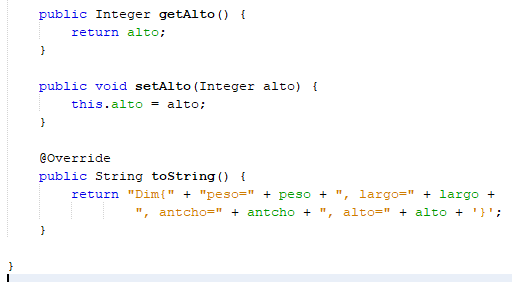 public Integer getAlto() {
return alto;
}
public void setAlto(Integer alto) {
this.alto = alto;
}
@Override
public String toString() {
return "Dim{" + "peso=" + peso + ", largo=" + largo +
", antcho=" + antcho + ", alto=" + alto + '}';
}
}